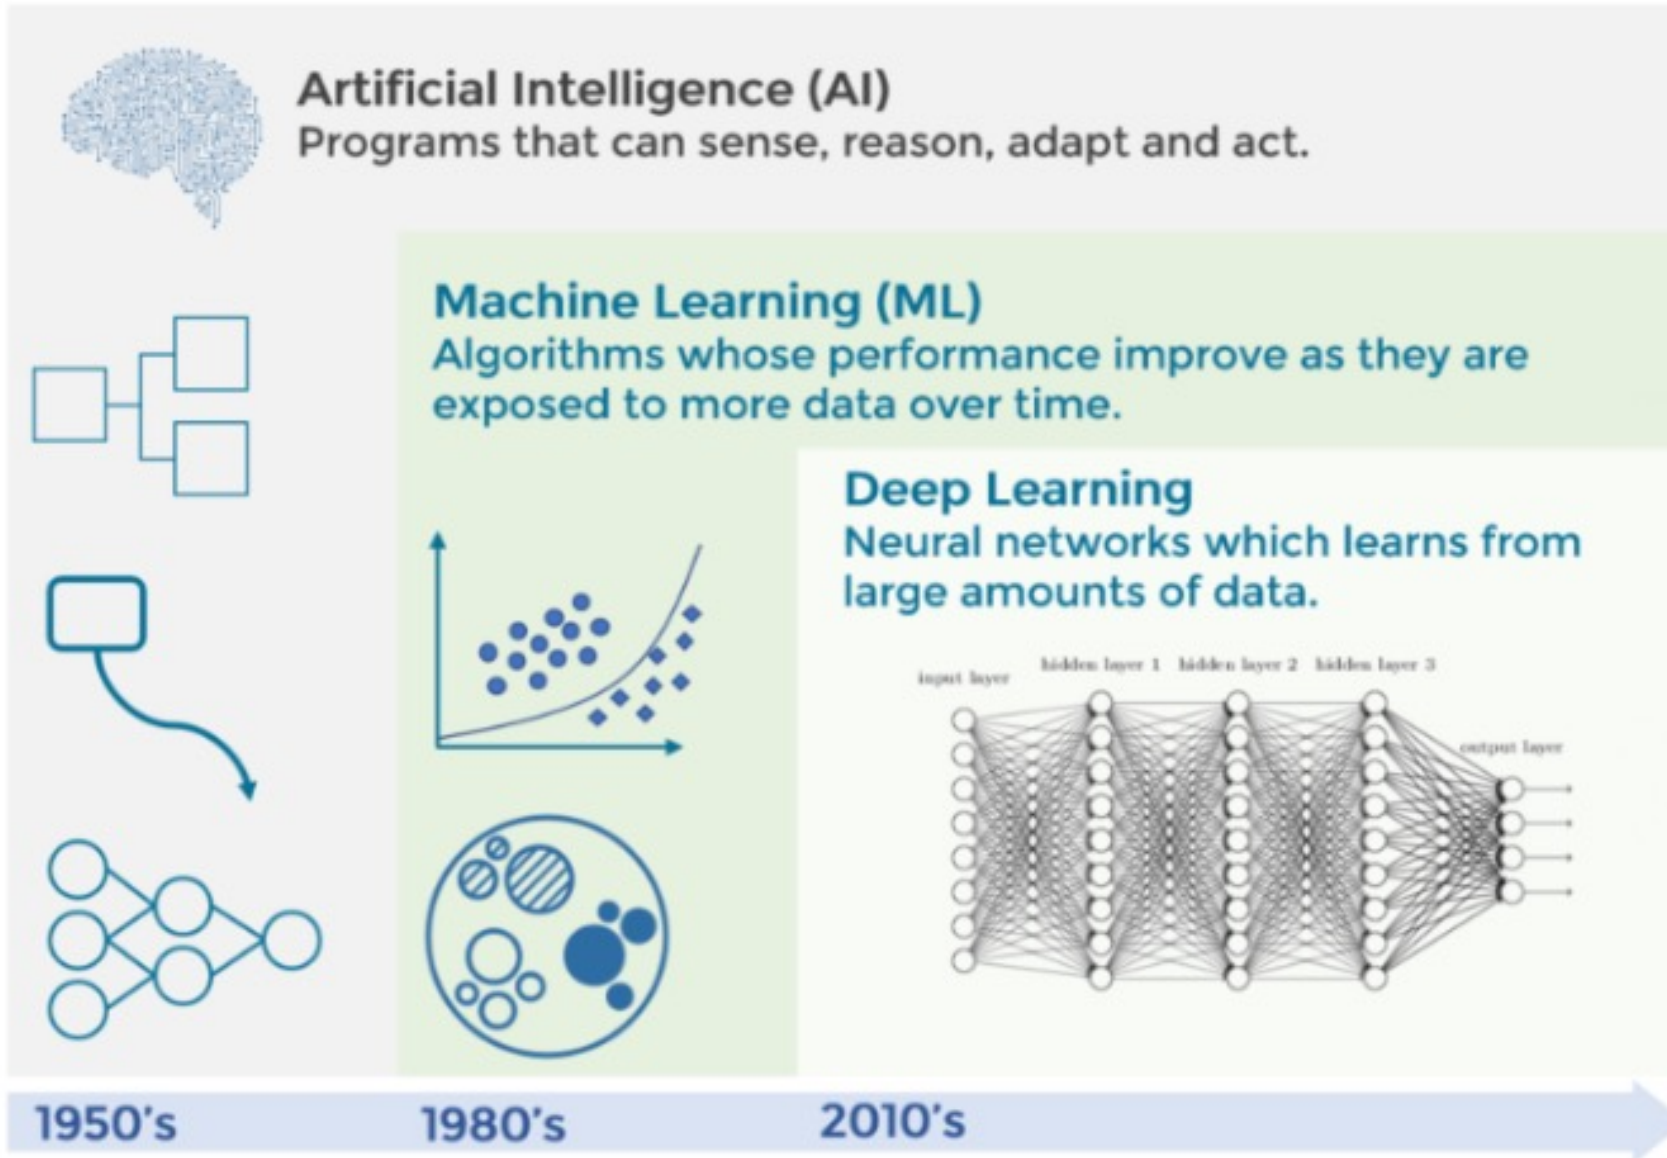 Artificial Intelligence (AI)
Programs that can sense, reason, adapt and act.
Machine Learning (ML)
Algorithms whose performance improve as they are
exposed to more data over time.
Deep Learning
Neural networks which learns from
large amounts of data.
input layer
hidden layer 1
hidden layer 2
hidden layer 3
output layer
1950's
1980's
2010's